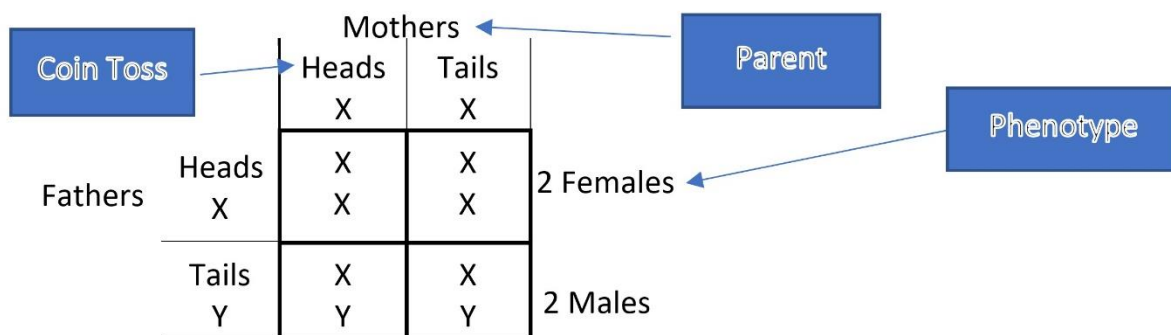 Mothers
Coin Toss
Parent
Heads Tails
X X
Phenotype
Heads X X 2 Females
Fathers X X X
Tails X X 2 Males
Y Y Y